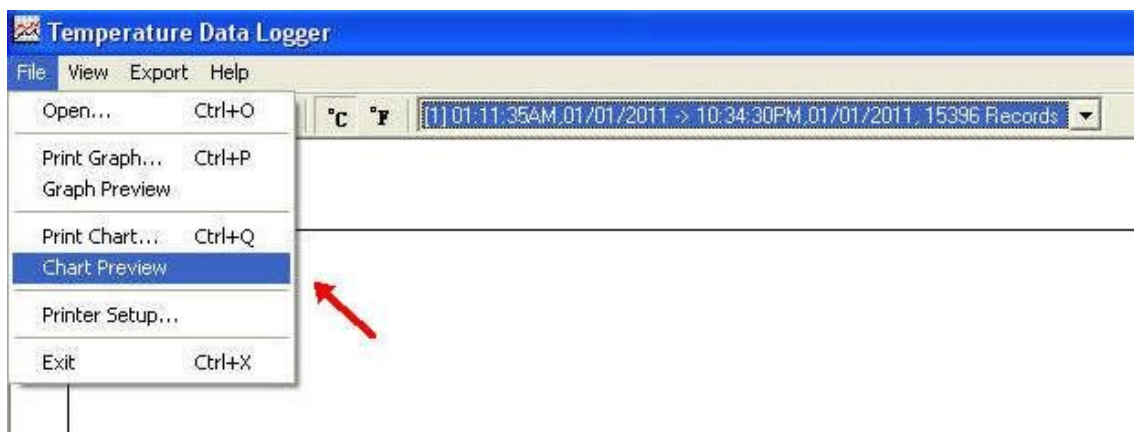 Temperature Data Logger
File View Export Help
Open... Ctrl+O
°C °F [1] 01:11:35AM,01/01/2011 -> 10:34:30PM,01/01/2011, 15396 Records
Print Graph... Ctrl+P
Graph Preview
Print Chart... Ctrl+Q
Chart Preview
Printer Setup...
Exit Ctrl+X